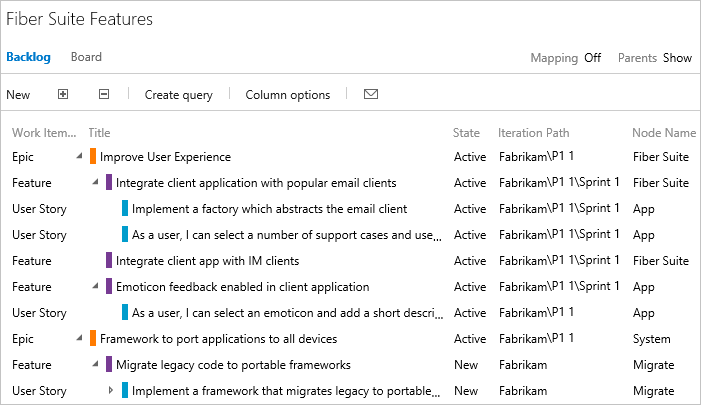 Fiber Suite Features
Backlog Board Mapping Off Parents Show
New Create query Column options
Work Item... Title State Iteration Path Node Name
Epic Improve User Experience Active Fabrikam\P1 1 Fiber Suite
Feature Integrate client application with popular email clients Active Fabrikam\P1 1\Sprint 1 Fiber Suite
User Story Implement a factory which abstracts the email client Active Fabrikam\P1 1\Sprint 1 App
User Story As a user, I can select a number of support cases and use... Active Fabrikam\P1 1\Sprint 1 App
Feature Integrate client app with IM clients Active Fabrikam\P1 1\Sprint 1 Fiber Suite
Feature Emoticon feedback enabled in client application Active Fabrikam\P1 1\Sprint 1 App
User Story As a user, I can select an emoticon and add a short descri... Active Fabrikam\P1 1 App
Epic Framework to port applications to all devices Active Fabrikam\P1 1 System
Feature Migrate legacy code to portable frameworks New Fabrikam Migrate
User Story Implement a framework that migrates legacy to portable... New Fabrikam Migrate